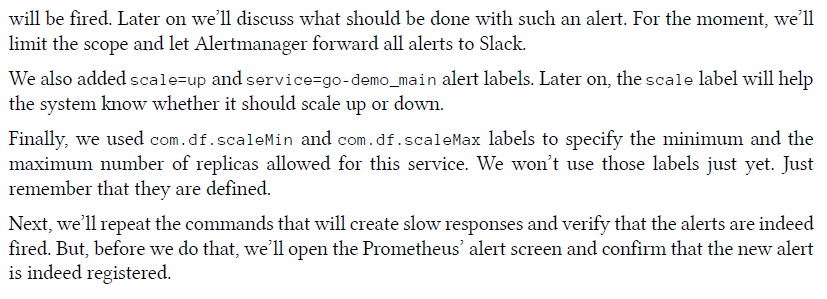 will be fired. Later on we’ll discuss what should be done with such an alert. For the moment, we’ll
limit the scope and let Alertmanager forward all alerts to Slack.
We also added scale=up and service=go-demo_main alert labels. Later on, the scale label will help
the system know whether it should scale up or down.
Finally, we used com.df.scaleMin and com.df.scaleMax labels to specify the minimum and the
maximum number of replicas allowed for this service. We won’t use those labels just yet. Just
remember that they are defined.
Next, we’ll repeat the commands that will create slow responses and verify that the alerts are indeed
fired. But, before we do that, we’ll open the Prometheus’ alert screen and confirm that the new alert
is indeed registered.